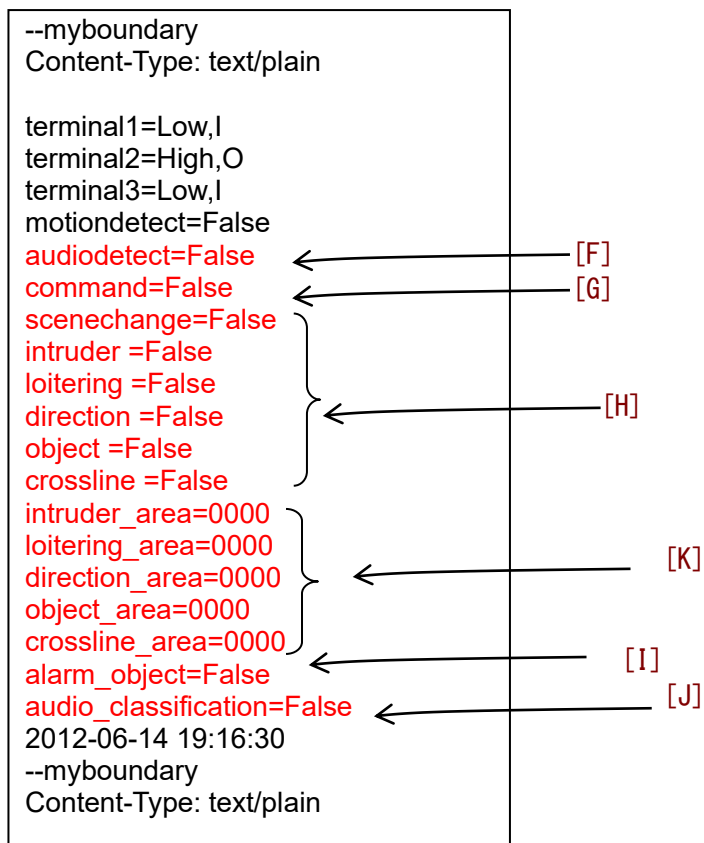 --myboundary
Content-Type: text/plain

terminal1=Low,I
terminal2=High,O
terminal3=Low,I
motiondetect=False
audiodetect=False [F]
command=False [G]
scenechange=False
intruder =False
loitering =False
direction =False [H]
object =False
crossline =False
intruder_area=0000
loitering_area=0000
direction_area=0000 [K]
object_area=0000
crossline_area=0000
alarm_object=False [I]
audio_classification=False [J]
2012-06-14 19:16:30
--myboundary
Content-Type: text/plain